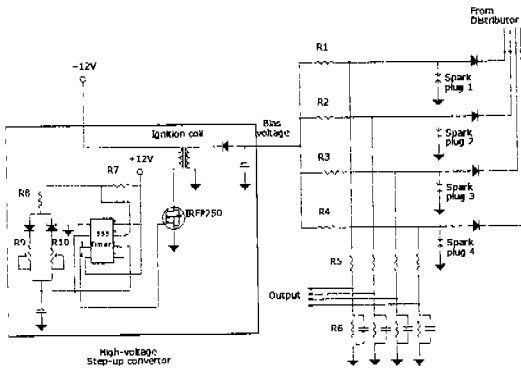 From
Distributor
R1
−12V
Spark
plug 1
R2
Ignition coil
Bias
voltage
Spark
plug 2
+12V
R7
R3
R8
Spark
plug 3
IRFP250
R4
555
Timer
R9
R10
Spark
plug 4
R5
Output
R6
High-voltage
Step-up convertor